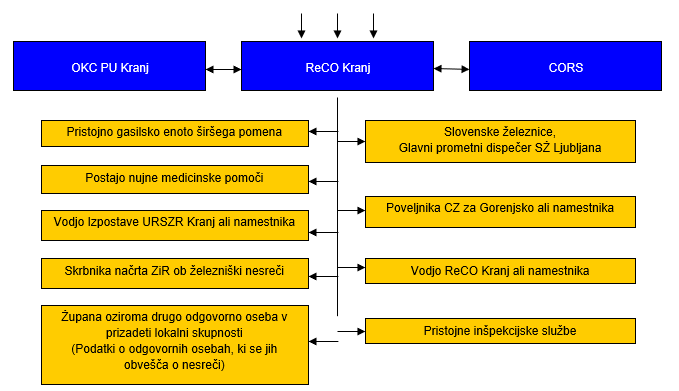 OKC PU Kranj
ReCO Kranj
CORS
Pristojno gasilsko enoto širšega pomena
Postajo nujne medicinske pomoči
Vodjo Izpostave URSZR Kranj ali namestnika
Skrbnika načrta ZiR ob železniški nesreči
Župana oziroma drugo odgovorno osebo v
prizadeti lokalni skupnosti
(Podatki o odgovornih osebah, ki se jih
obvešča o nesreči)
Slovenske železnice,
Glavni prometni dispečer SŽ Ljubljana
Poveljnika CZ za Gorenjsko ali namestnika
Vodjo ReCO Kranj ali namestnika
Pristojne inšpekcijske službe